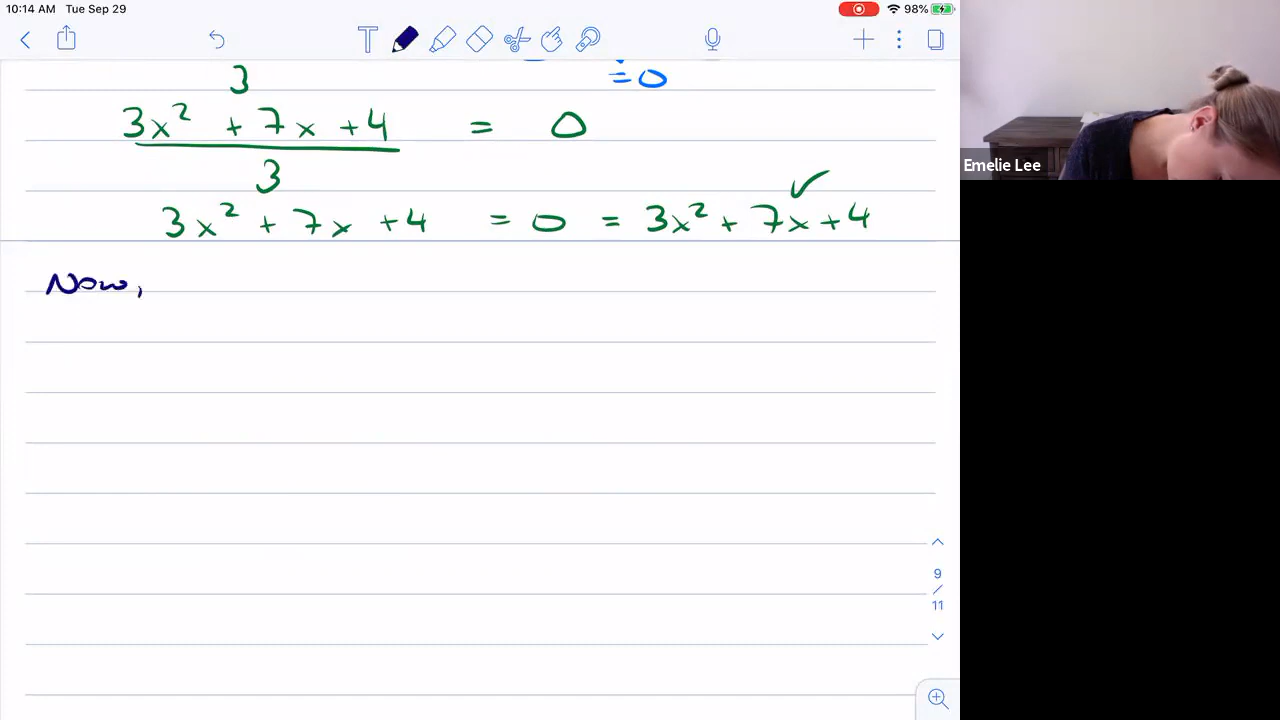 10:14 AM Tue Sep 29 98%
T
= 0
3
3x² + 7x + 4 = 0
3
3x² + 7x + 4 = 0 = 3x² + 7x + 4 ✓
Now,
Emelie Lee
9
/
11